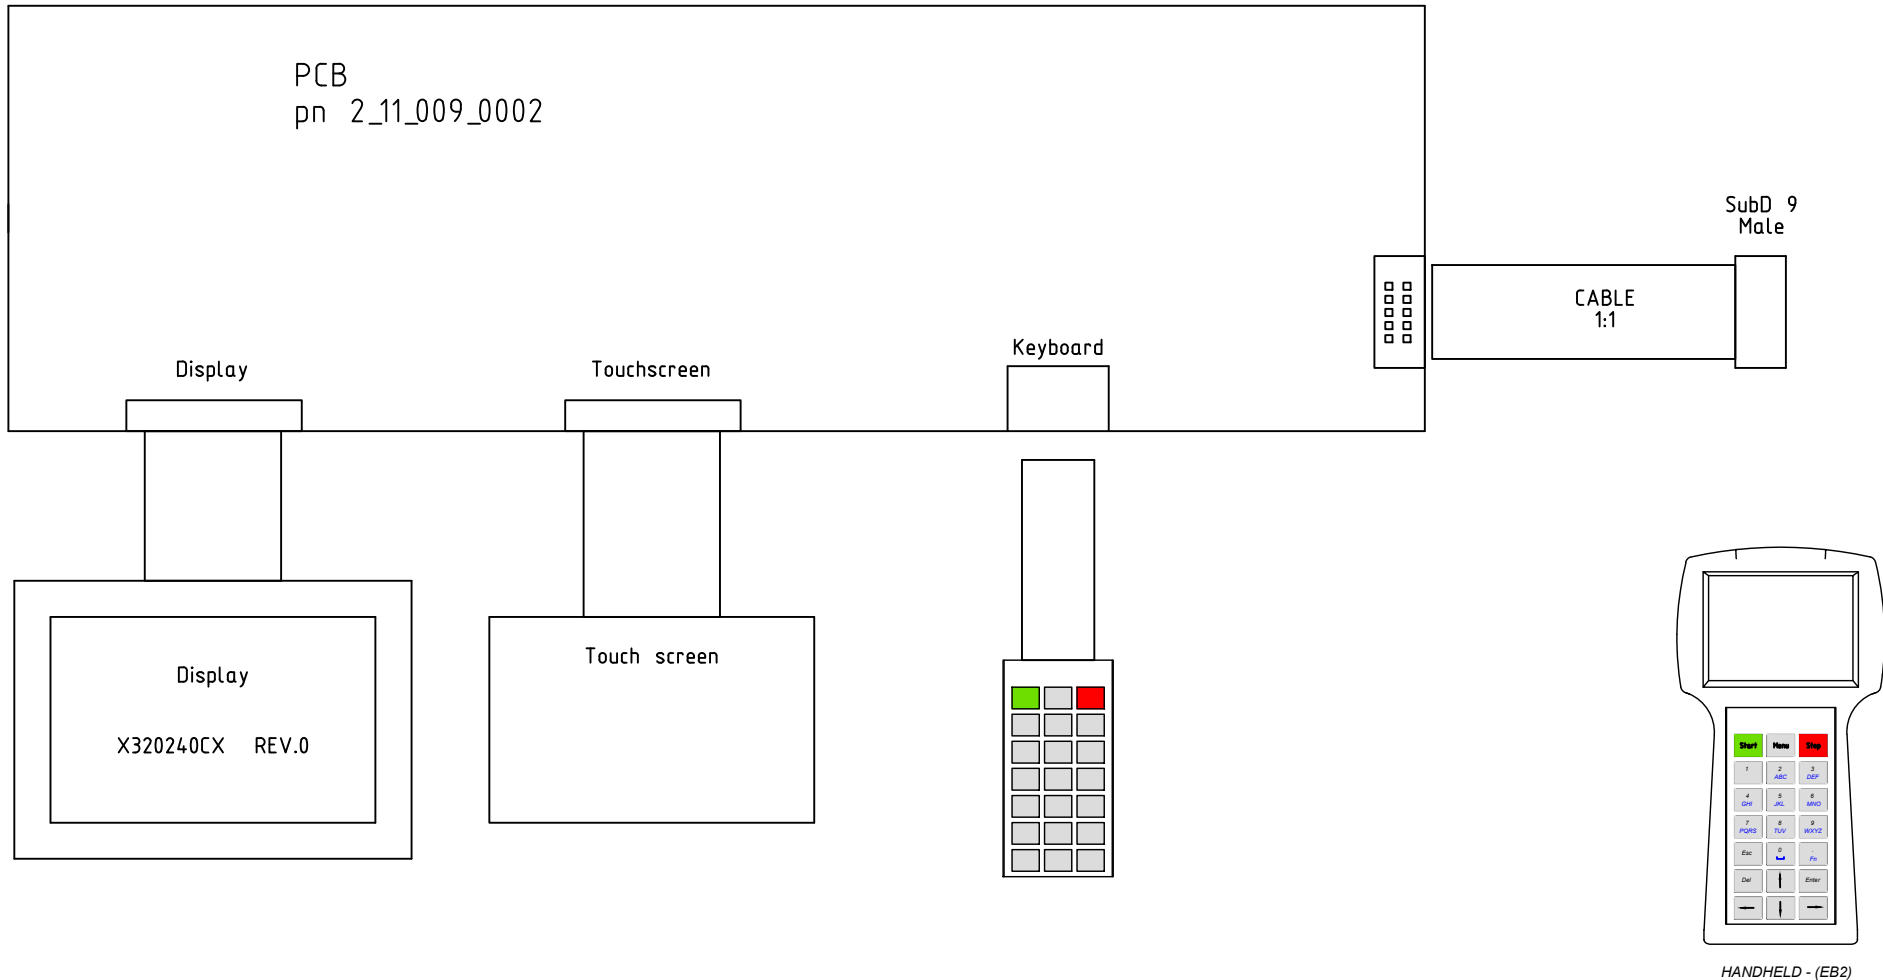 PCB
pn 2_11_009_0002
SubD 9
Male
CABLE
1:1
Keyboard
Display
Touchscreen
Display
X320240CX REV.0
Touch screen
Start Menu Stop
1 2 3
ABC DEF
4 5 6
GHI JKL MNO
7 8 9
PQRS TUV WXYZ
Esc 0 .
Fn
Del Enter
HANDHELD - (EB2)